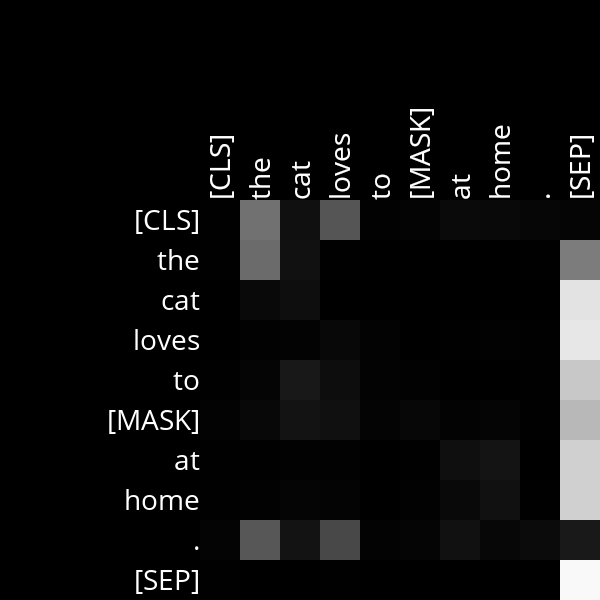 [CLS] the cat loves to [MASK] at home . [SEP]
[CLS]
the
cat
loves
to
[MASK]
at
home
.
[SEP]